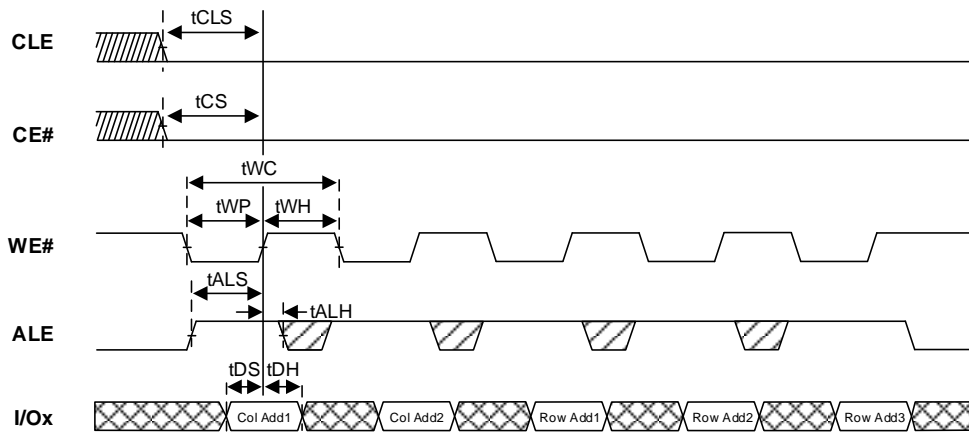 tCLS
CLE
tCS
CE#
tWC
tWP tWH
WE#
tALS
tALH
ALE
tDS tDH
I/Ox Col Add1 Col Add2 Row Add1 Row Add2 Row Add3